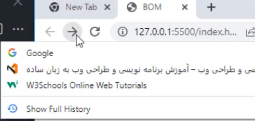 New Tab
BOM
127.0.0.1:5500/index.h...
Google
سی و طراحی وب – آموزش برنامه نویسی و طراحی وب به زبان ساده
W3Schools Online Web Tutorials
Show Full History